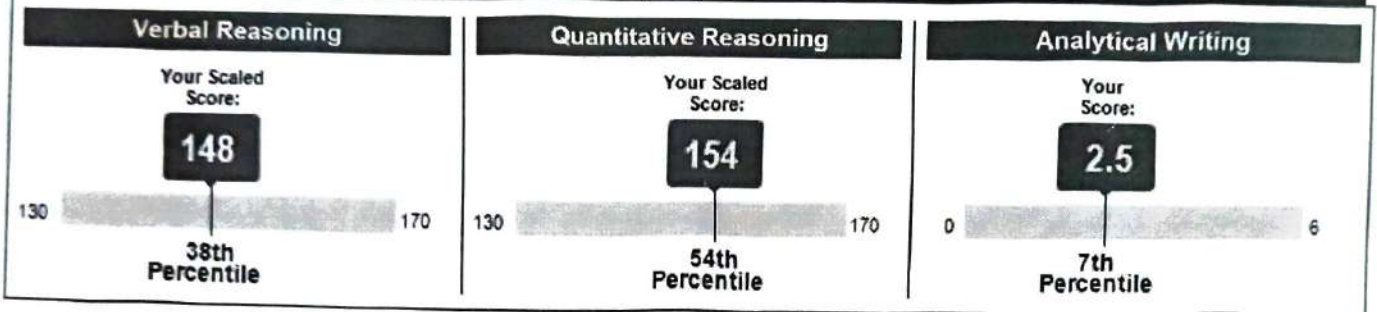 Verbal Reasoning
Your Scaled
Score:
148
130
170
38th
Percentile
Quantitative Reasoning
Your Scaled
Score:
154
130
170
54th
Percentile
Analytical Writing
Your
Score:
2.5
0
6
7th
Percentile